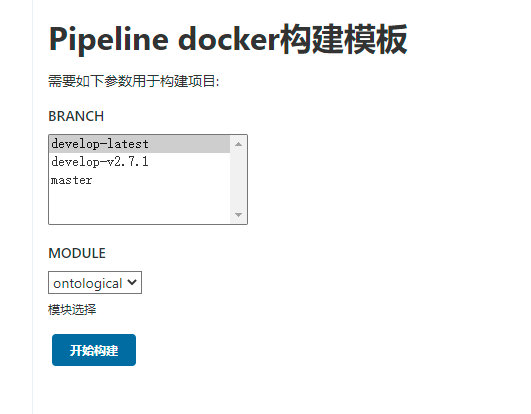 Pipeline docker构建模板
需要如下参数用于构建项目:
BRANCH
develop-latest
develop-v2.7.1
master
MODULE
ontological
模块选择
开始构建